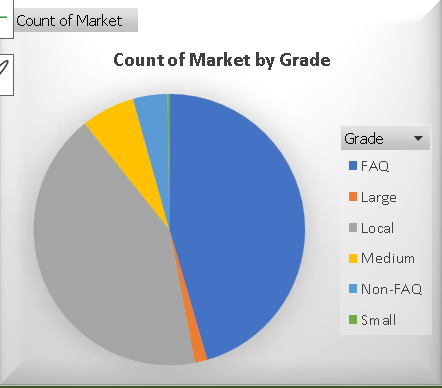 Count of Market
Count of Market by Grade
Grade
FAQ
Large
Local
Medium
Non-FAQ
Small